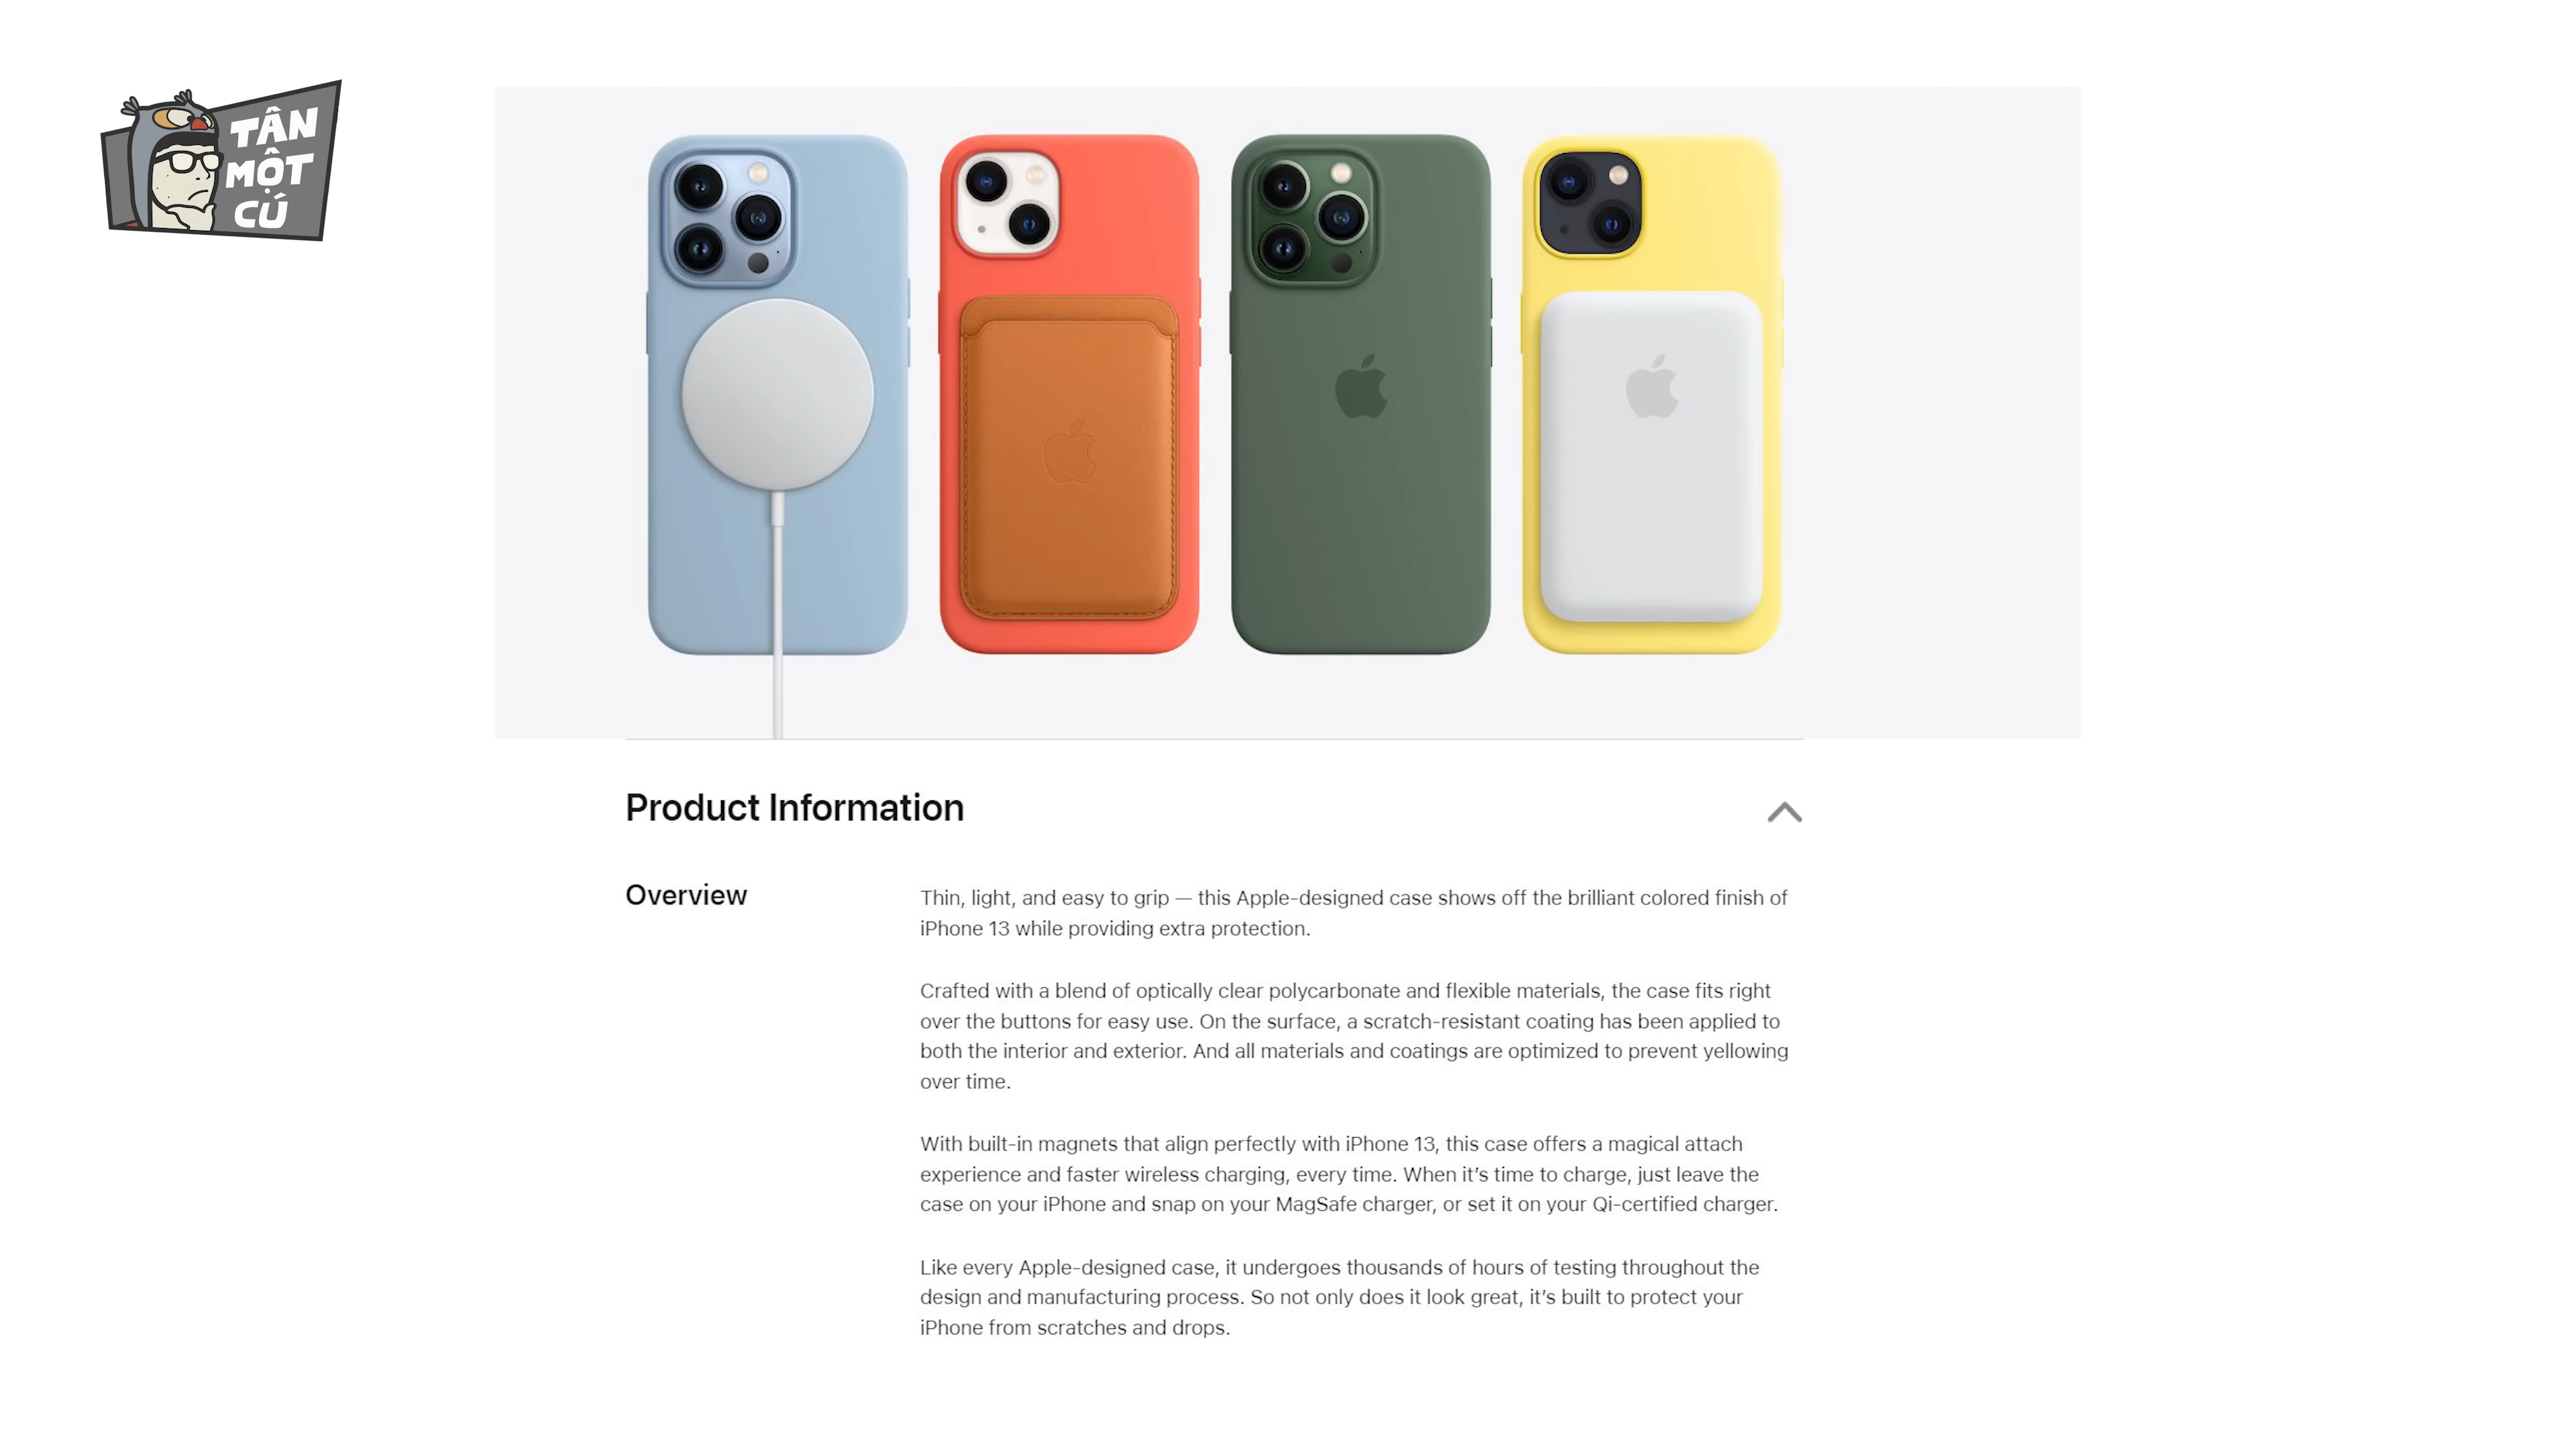 TÂN
MỘT
CÚ
Product Information
Overview
Thin, light, and easy to grip — this Apple-designed case shows off the brilliant colored finish of
iPhone 13 while providing extra protection.
Crafted with a blend of optically clear polycarbonate and flexible materials, the case fits right
over the buttons for easy use. On the surface, a scratch-resistant coating has been applied to
both the interior and exterior. And all materials and coatings are optimized to prevent yellowing
over time.
With built-in magnets that align perfectly with iPhone 13, this case offers a magical attach
experience and faster wireless charging, every time. When it’s time to charge, just leave the
case on your iPhone and snap on your MagSafe charger, or set it on your Qi-certified charger.
Like every Apple-designed case, it undergoes thousands of hours of testing throughout the
design and manufacturing process. So not only does it look great, it’s built to protect your
iPhone from scratches and drops.